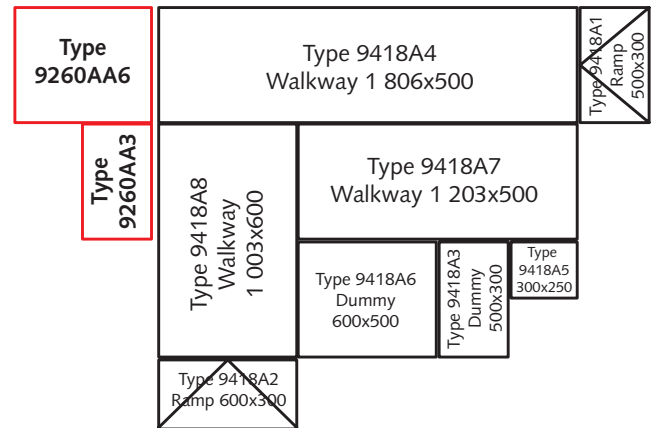 Type
9260AA6
Type 9418A4
Walkway 1 806x500
Type 9418A1
Ramp
500x300
Type
9260AA3
Type 9418A8
Walkway
1 003x600
Type 9418A7
Walkway 1 203x500
Type 9418A6
Dummy
600x500
Type 9418A3
Dummy
500x300
Type
9418A5
300x250
Type 9418A2
Ramp 600x300